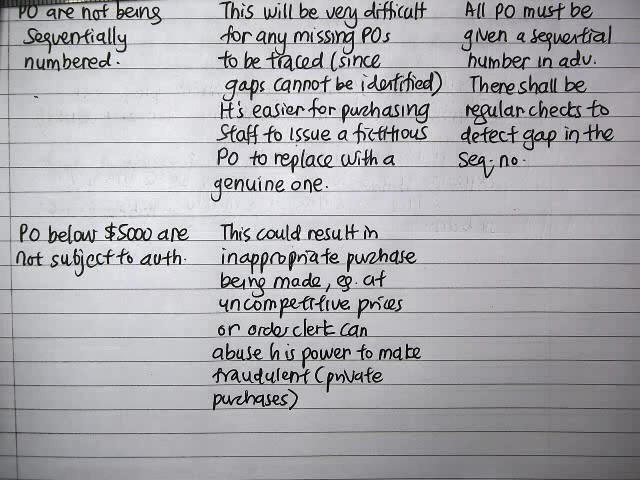 PO are not being
Sequentially
numbered.
This will be very difficult
for any missing POs
to be traced (since
gaps cannot be identified)
It's easier for purchasing
Staff to issue a fictitious
PO to replace with a
genuine one.
All PO must be
given a sequential
number in adv.
There shall be
regular checks to
detect gap in the
seq. no.
PO below $5000 are
not subject to auth.
This could result in
inappropriate purchase
being made, eg. at
uncompetitive prices
or order clerk can
abuse his power to make
fraudulent (private
purchases)